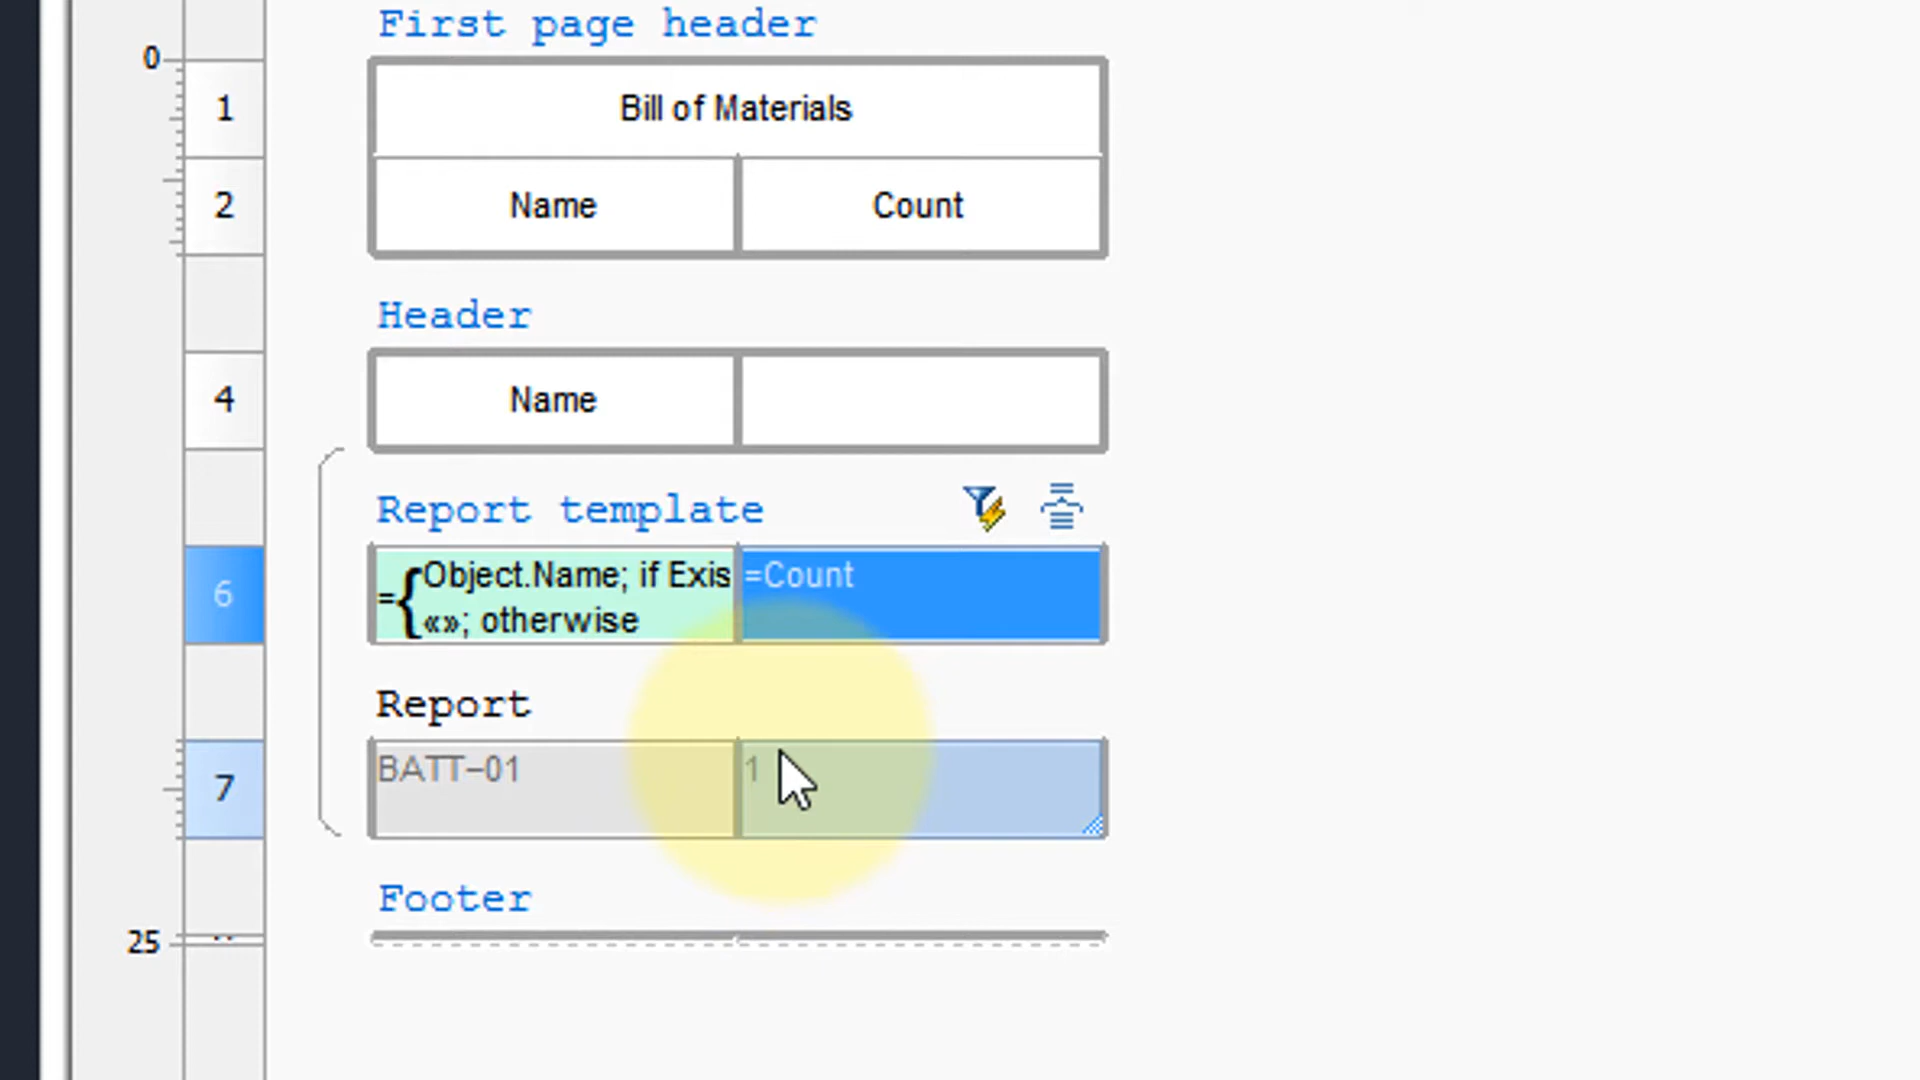 First page header
0
1
Bill of Materials
2
Name Count
Header
4
Name
Report template
6
={ Object.Name; if Exis
«»; otherwise
=Count
Report
7
BATT-01 1
Footer
25